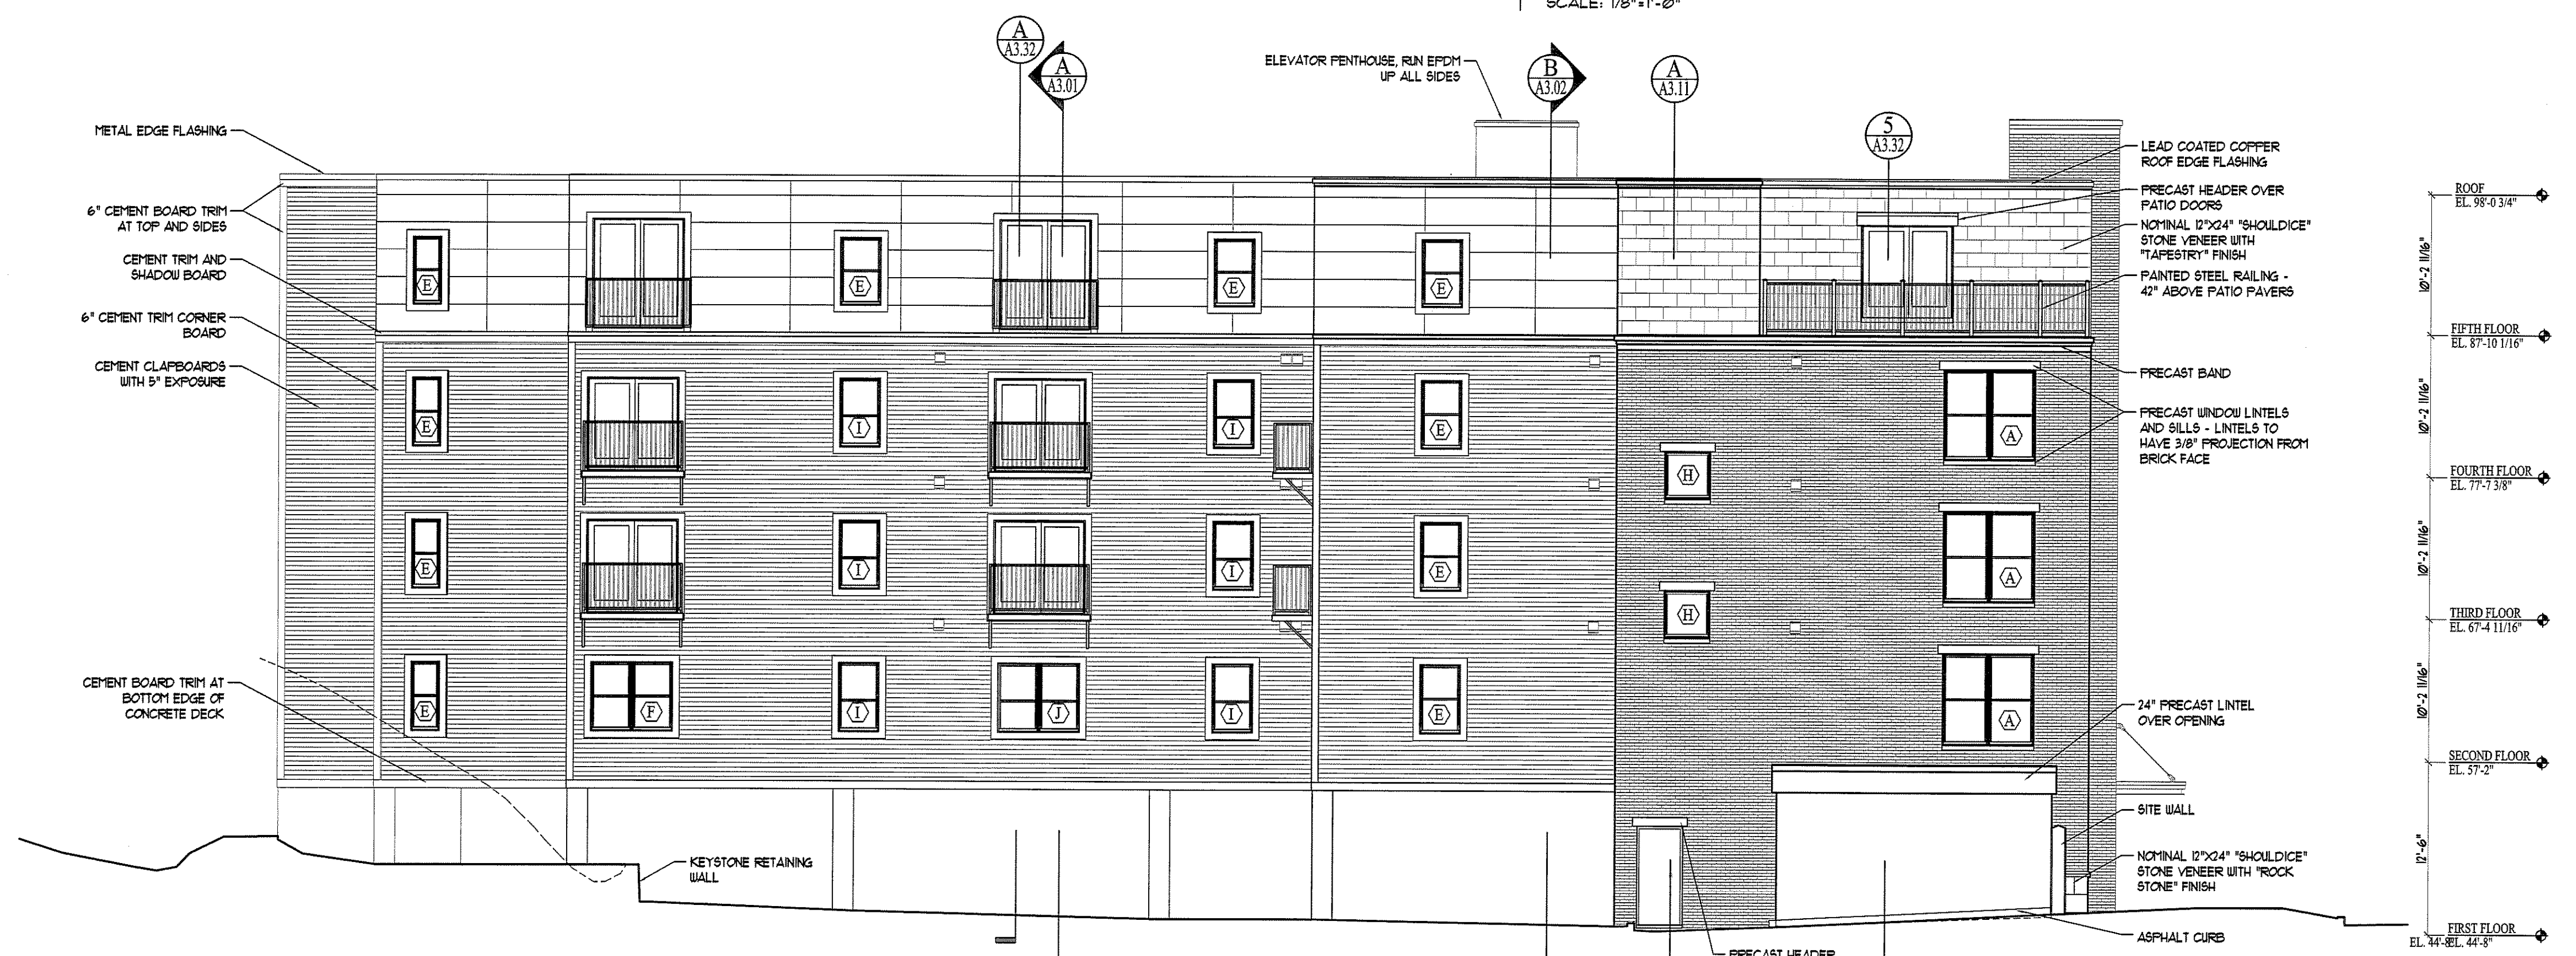 SCALE: 1/8"=1'-0"
A
A3.32
A
A3.01
ELEVATOR PENTHOUSE, RUN EPDM
UP ALL SIDES
B
A3.02
A
A3.11
5
A3.32
METAL EDGE FLASHING
6" CEMENT BOARD TRIM
AT TOP AND SIDES
CEMENT TRIM AND
SHADOW BOARD
6" CEMENT TRIM CORNER
BOARD
CEMENT CLAPBOARDS
WITH 5" EXPOSURE
CEMENT BOARD TRIM AT
BOTTOM EDGE OF
CONCRETE DECK
E
E
E
E
E
I
I
E
H
A
E
I
I
E
H
A
E
F
I
J
I
E
A
KEYSTONE RETAINING
WALL
PRECAST HEADER
LEAD COATED COPPER
ROOF EDGE FLASHING
PRECAST HEADER OVER
PATIO DOORS
NOMINAL 12"X24" "SHOULDICE"
STONE VENEER WITH
"TAPESTRY" FINISH
PAINTED STEEL RAILING -
42" ABOVE PATIO PAVERS
PRECAST BAND
PRECAST WINDOW LINTELS
AND SILLS - LINTELS TO
HAVE 3/8" PROJECTION FROM
BRICK FACE
24" PRECAST LINTEL
OVER OPENING
SITE WALL
NOMINAL 12"X24" "SHOULDICE"
STONE VENEER WITH "ROCK
STONE" FINISH
ASPHALT CURB
ROOF
EL. 98'-0 3/4"
10'-2 11/16"
FIFTH FLOOR
EL. 87'-10 1/16"
10'-2 11/16"
FOURTH FLOOR
EL. 77'-7 3/8"
10'-2 11/16"
THIRD FLOOR
EL. 67'-4 11/16"
10'-2 11/16"
SECOND FLOOR
EL. 57'-2"
12'-6"
FIRST FLOOR
EL. 44'-8"
EL. 44'-8"